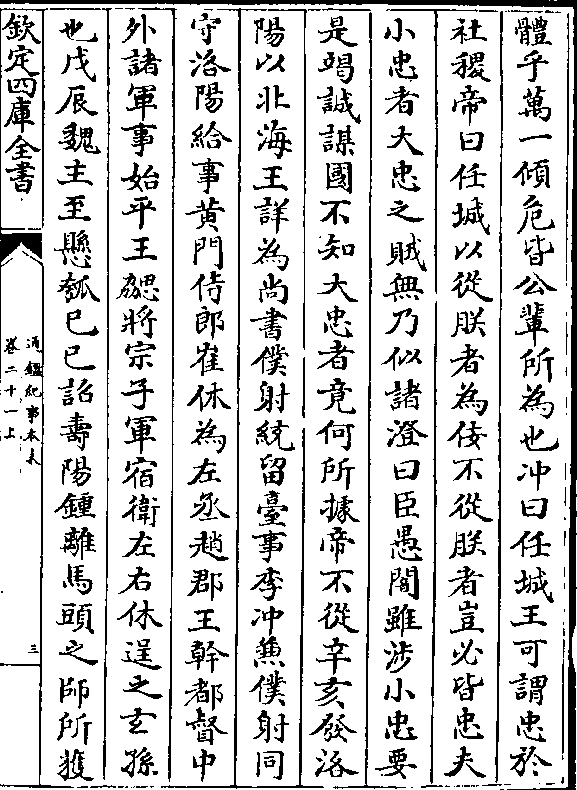 體乎萬一傾危皆公輩所為也冲曰任城王可謂忠於
社稷帝曰任城以從朕者為佞不從朕者豈必皆忠夫
小忠者大忠之賊無乃似諸澄曰臣愚闇雖涉小忠要
是竭誠謀國不知大忠者竟何所據帝不從辛亥發洛
陽以北海王詳為尚書僕射統留臺事李冲兼僕射同
守洛陽給事黄門侍郎崔休為左丞趙郡王幹都督中
外諸軍事始平王勰將宗子軍宿衛左右休逞之玄孫
也戊辰魏主至懸瓠己巳詔壽陽鍾離馬頭之師所獲
欽定四庫全書
通鑑紀事本末
卷二十一上
三